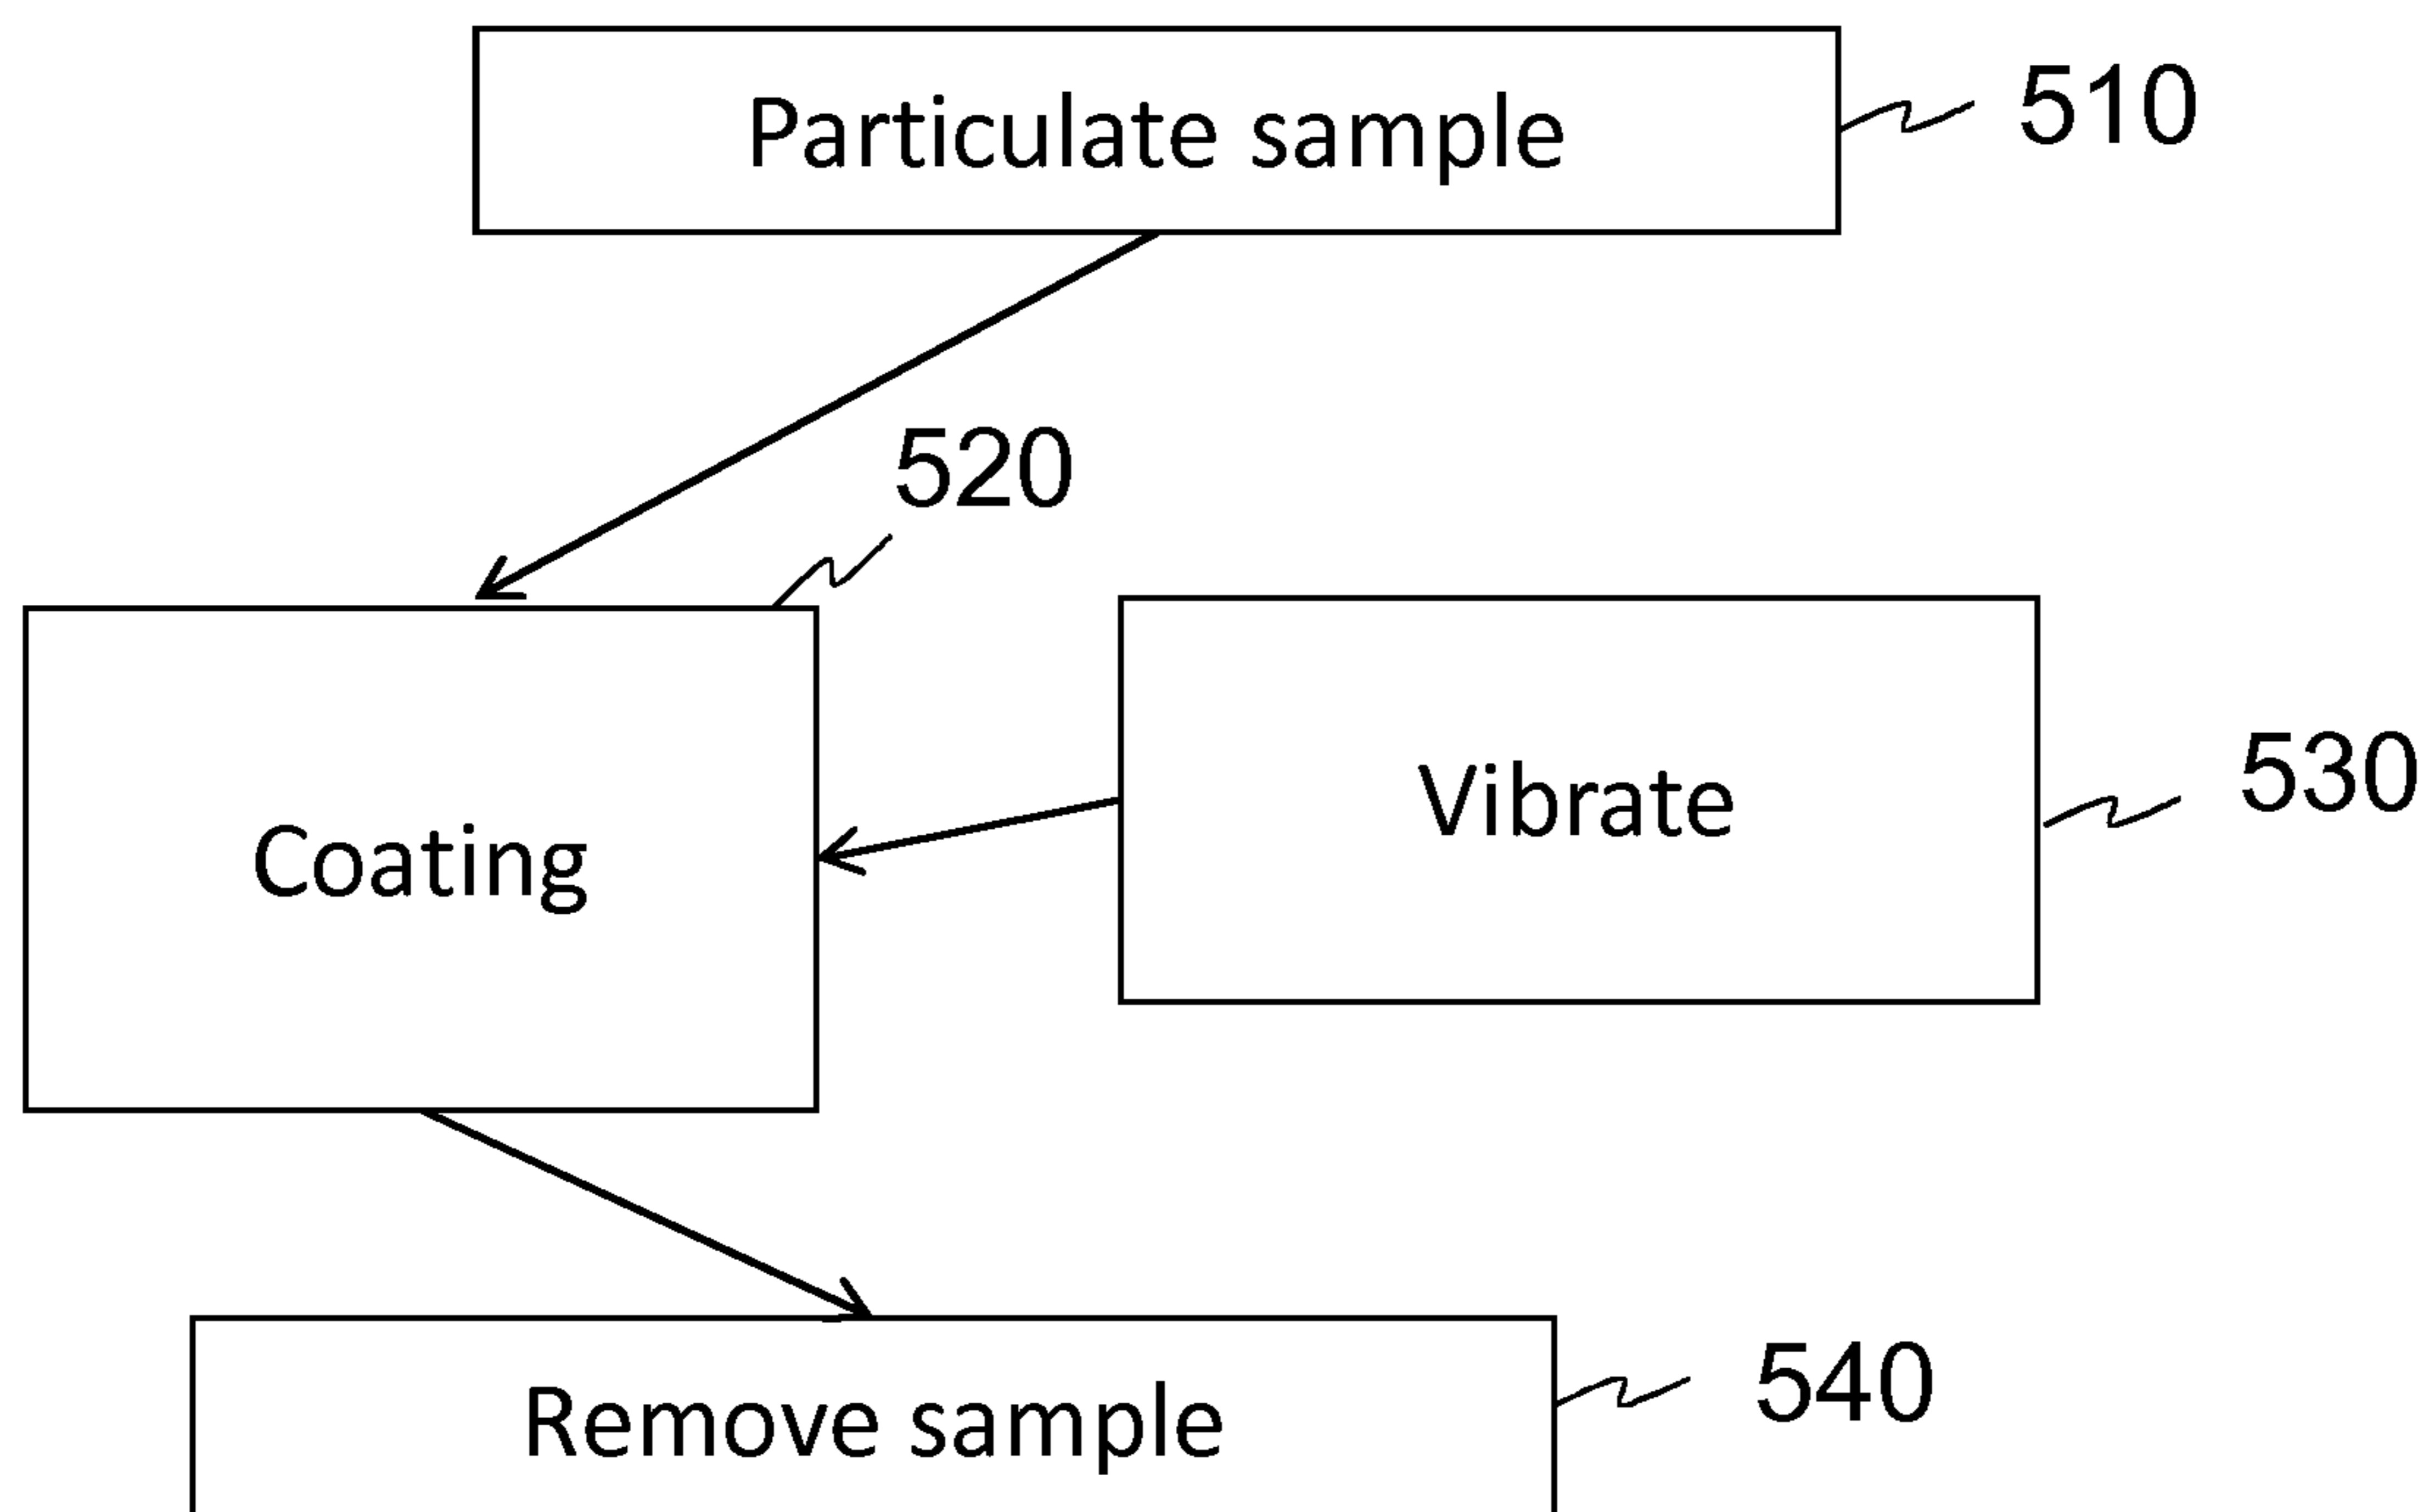 Particulate sample
510
520
Coating
Vibrate
530
Remove sample
540